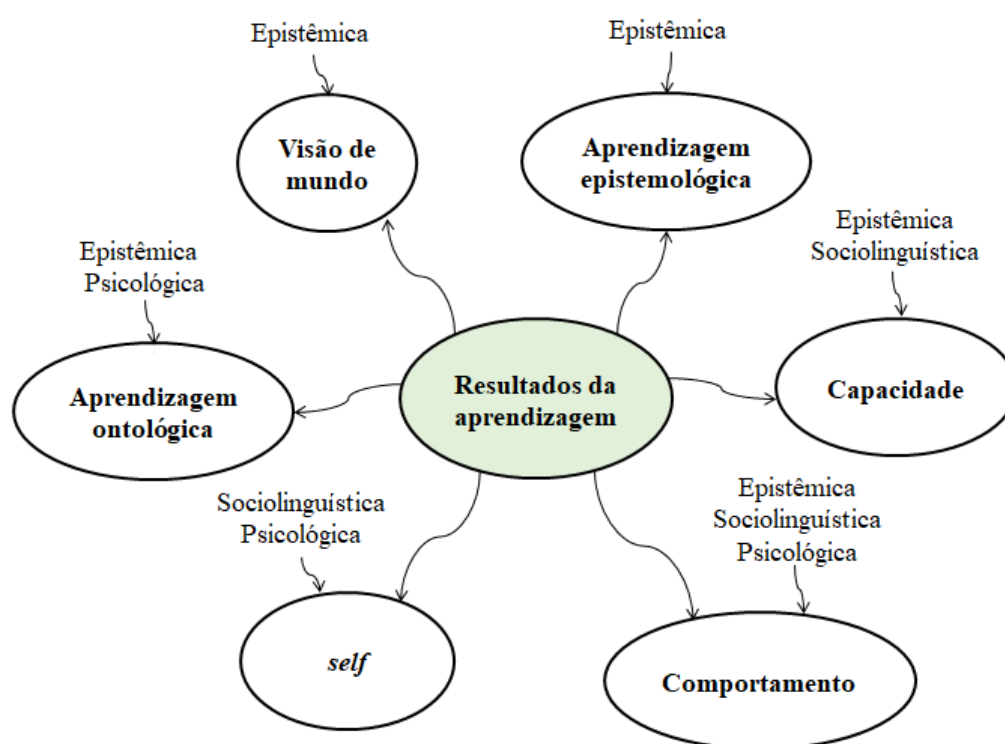 Epistêmica
Epistêmica
Visão de
mundo
Aprendizagem
epistemológica
Epistêmica
Sociolinguística
Epistêmica
Psicológica
Resultados da
aprendizagem
Capacidade
Aprendizagem
ontológica
Sociolinguística
Psicológica
Epistêmica
Sociolinguística
Psicológica
self
Comportamento